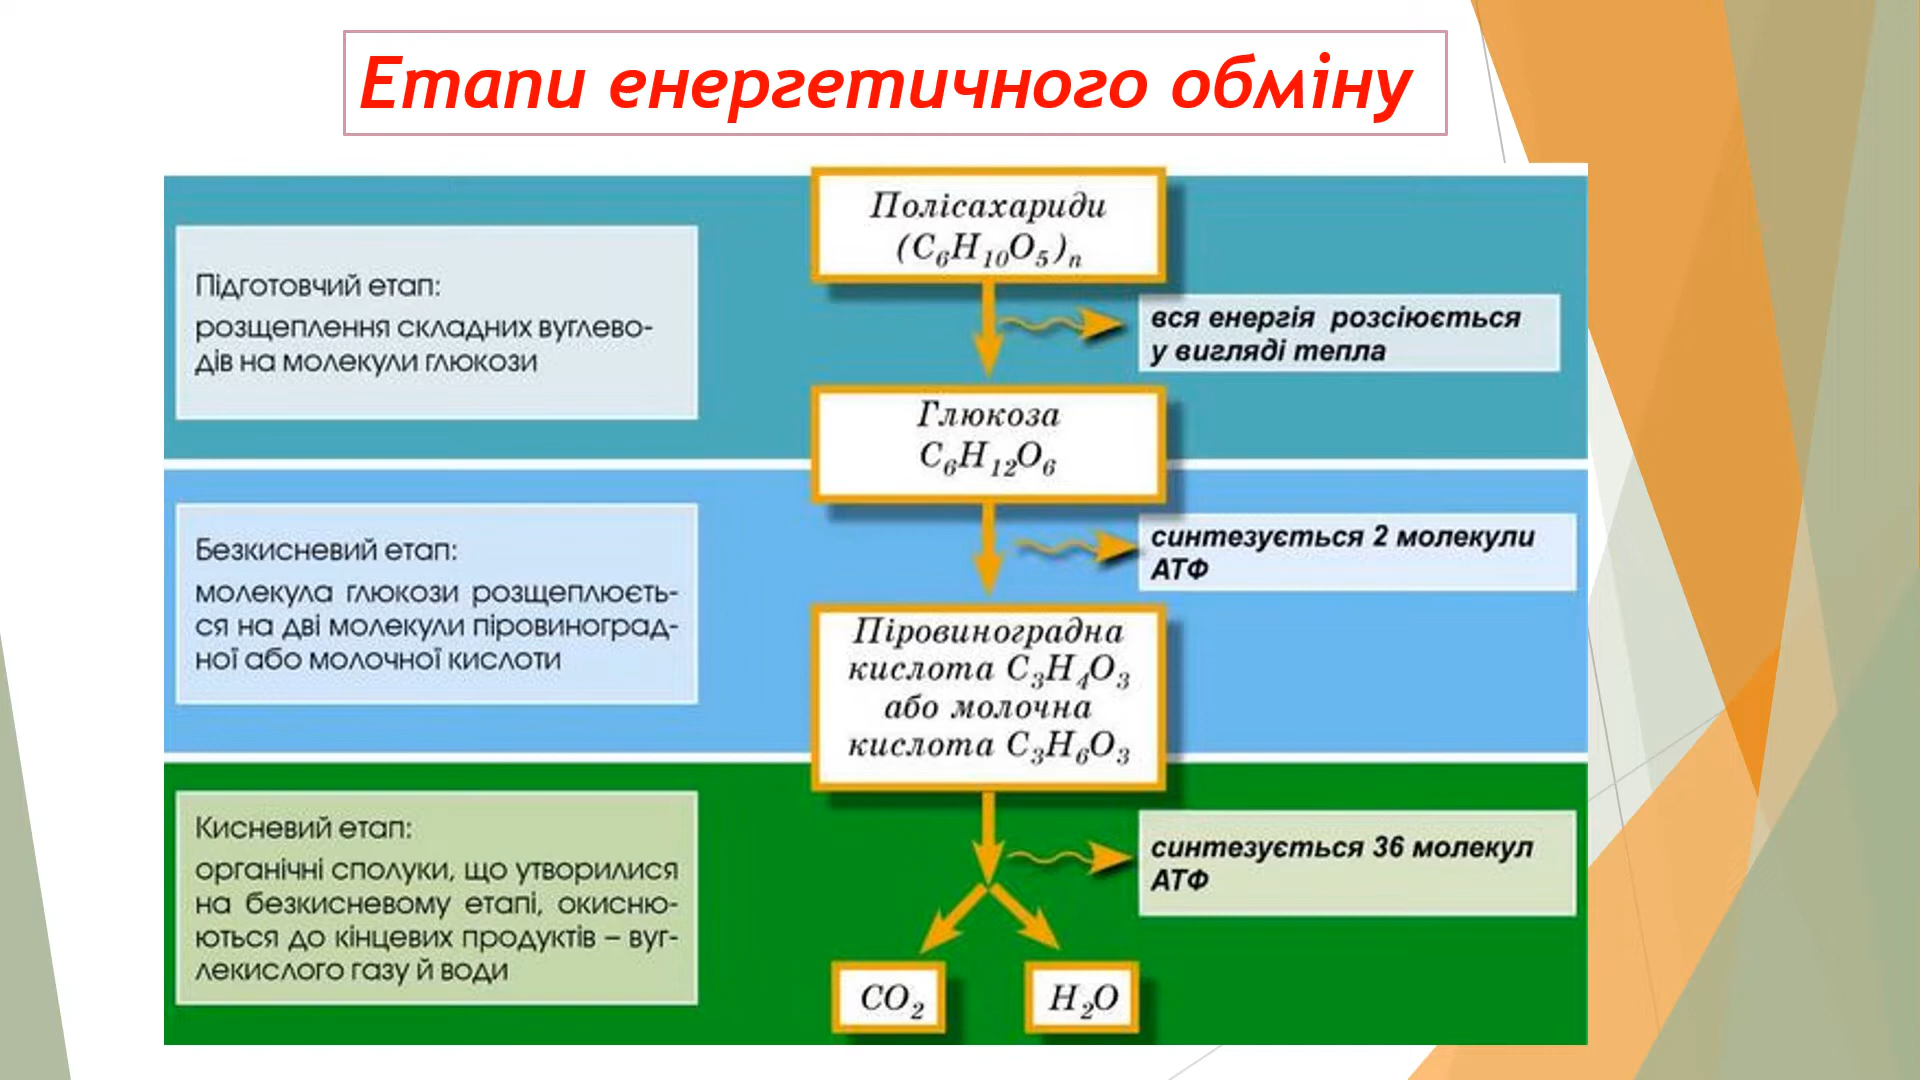 Етапи енергетичного обміну
Полісахариди
(C₆H₁₀O₅)ₙ
Підготовчий етап:
розщеплення складних вуглево-
дів на молекули глюкози
вся енергія розсіюється
у вигляді тепла
Глюкоза
C₆H₁₂O₆
Безкисневий етап:
молекула глюкози розщеплюєть-
ся на дві молекули піровиноград-
ної або молочної кислоти
синтезується 2 молекули
АТФ
Піровиноградна
кислота C₃H₄O₃
або молочна
кислота C₃H₆O₃
Кисневий етап:
органічні сполуки, що утворилися
на безкисневому етапі, окисню-
ються до кінцевих продуктів – вуг-
лекислого газу й води
синтезується 36 молекул
АТФ
CO₂
H₂O